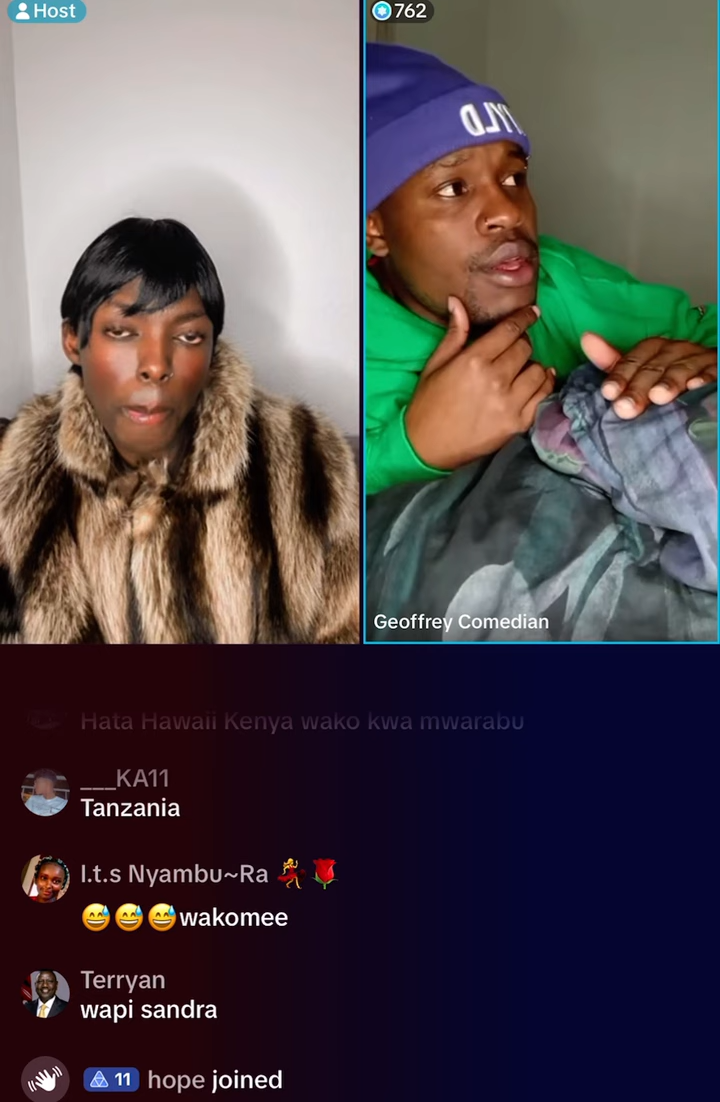 Host
762
WYLD
Geoffrey Comedian
Hata Hawaii Kenya wako kwa mwarabu
___KA11
Tanzania
I.t.s Nyambu~Ra 💃🌹
😅😅😅wakomee
Terryan
wapi sandra
11 hope joined